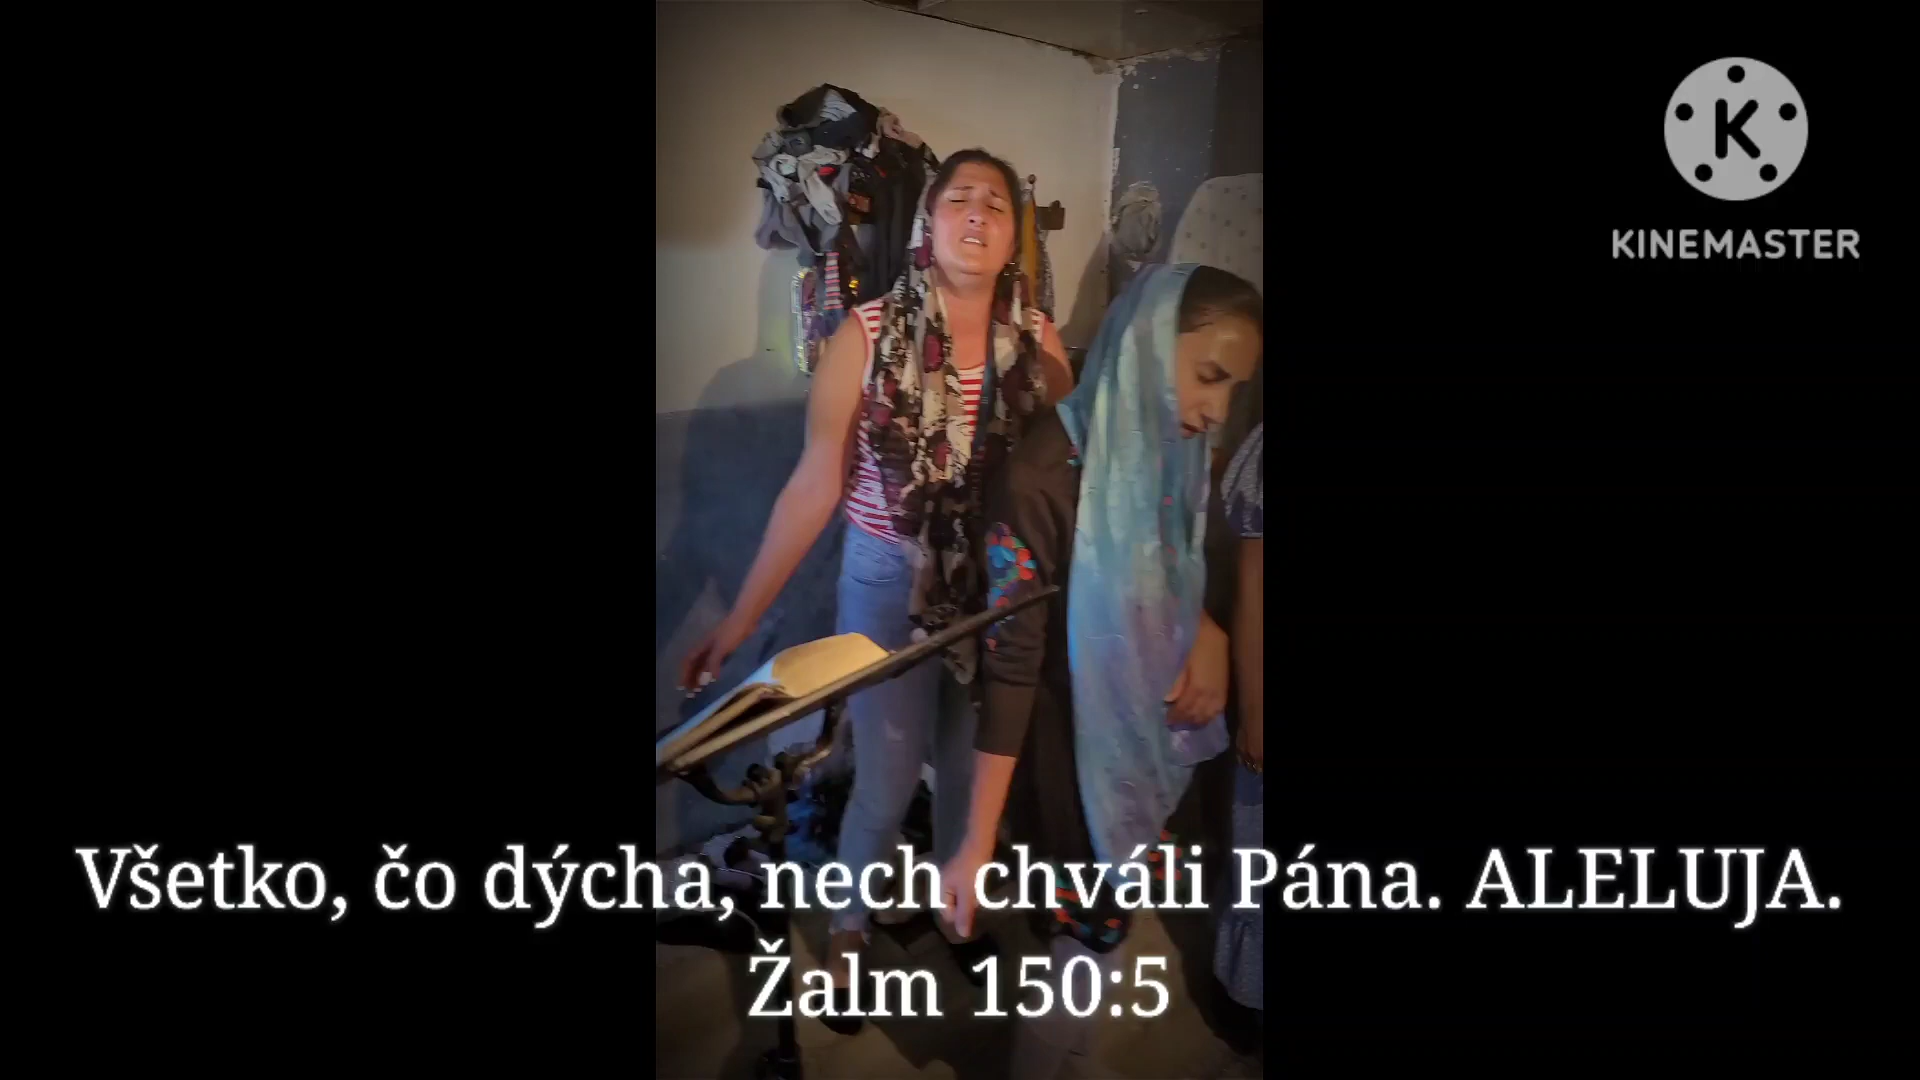 K
KINEMASTER
Všetko, čo dýcha, nech chváli Pána. ALELUJA.
Žalm 150:5